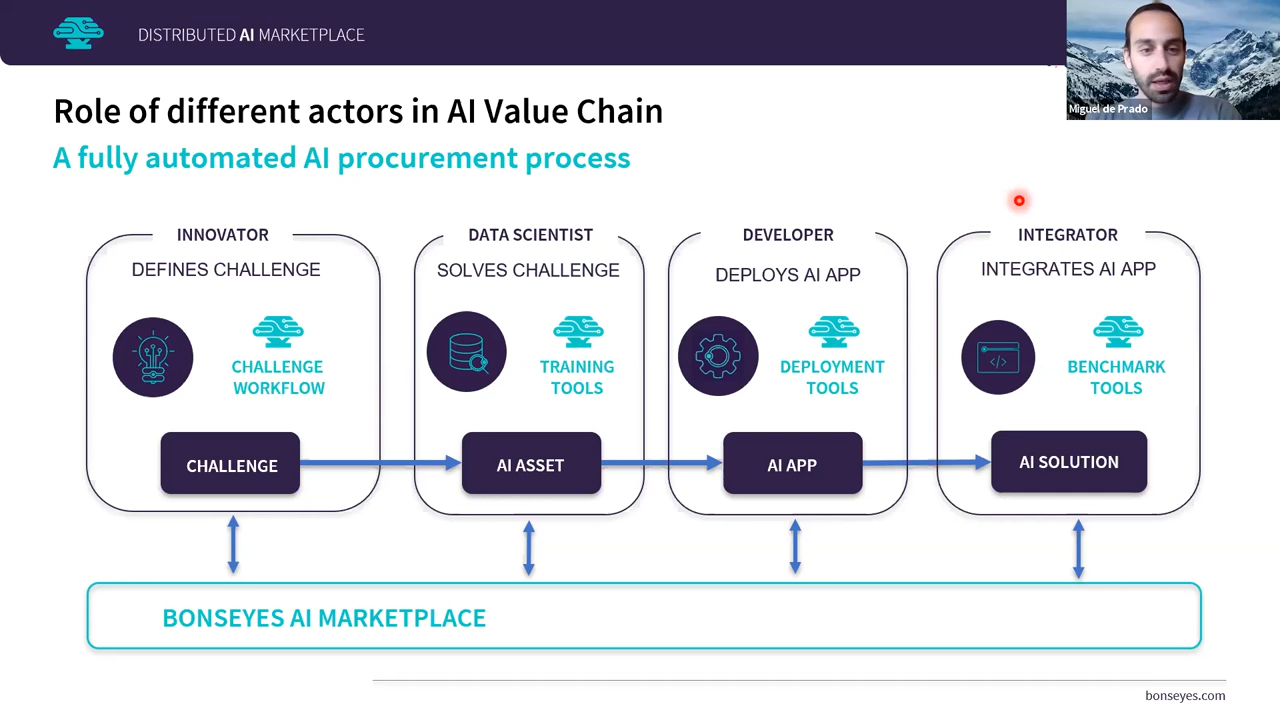 DISTRIBUTED AI MARKETPLACE
Miguel de Prado
Role of different actors in AI Value Chain
A fully automated AI procurement process
INNOVATOR
DEFINES CHALLENGE
CHALLENGE
WORKFLOW
CHALLENGE
DATA SCIENTIST
SOLVES CHALLENGE
TRAINING
TOOLS
AI ASSET
DEVELOPER
DEPLOYS AI APP
DEPLOYMENT
TOOLS
AI APP
INTEGRATOR
INTEGRATES AI APP
</>
BENCHMARK
TOOLS
AI SOLUTION
BONSEYES AI MARKETPLACE
bonseyes.com